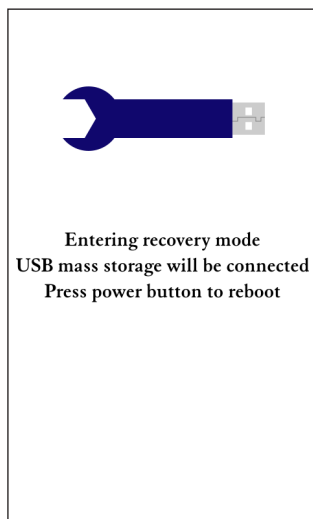 Entering recovery mode
USB mass storage will be connected
Press power button to reboot